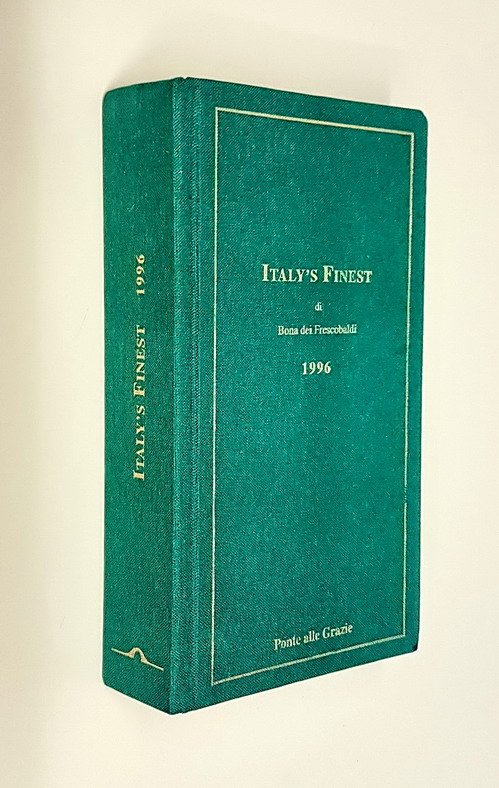 ITALY'S FINEST 1996
ITALY'S FINEST
di
Bona dei Frescobaldi
1996
Ponte alle Grazie